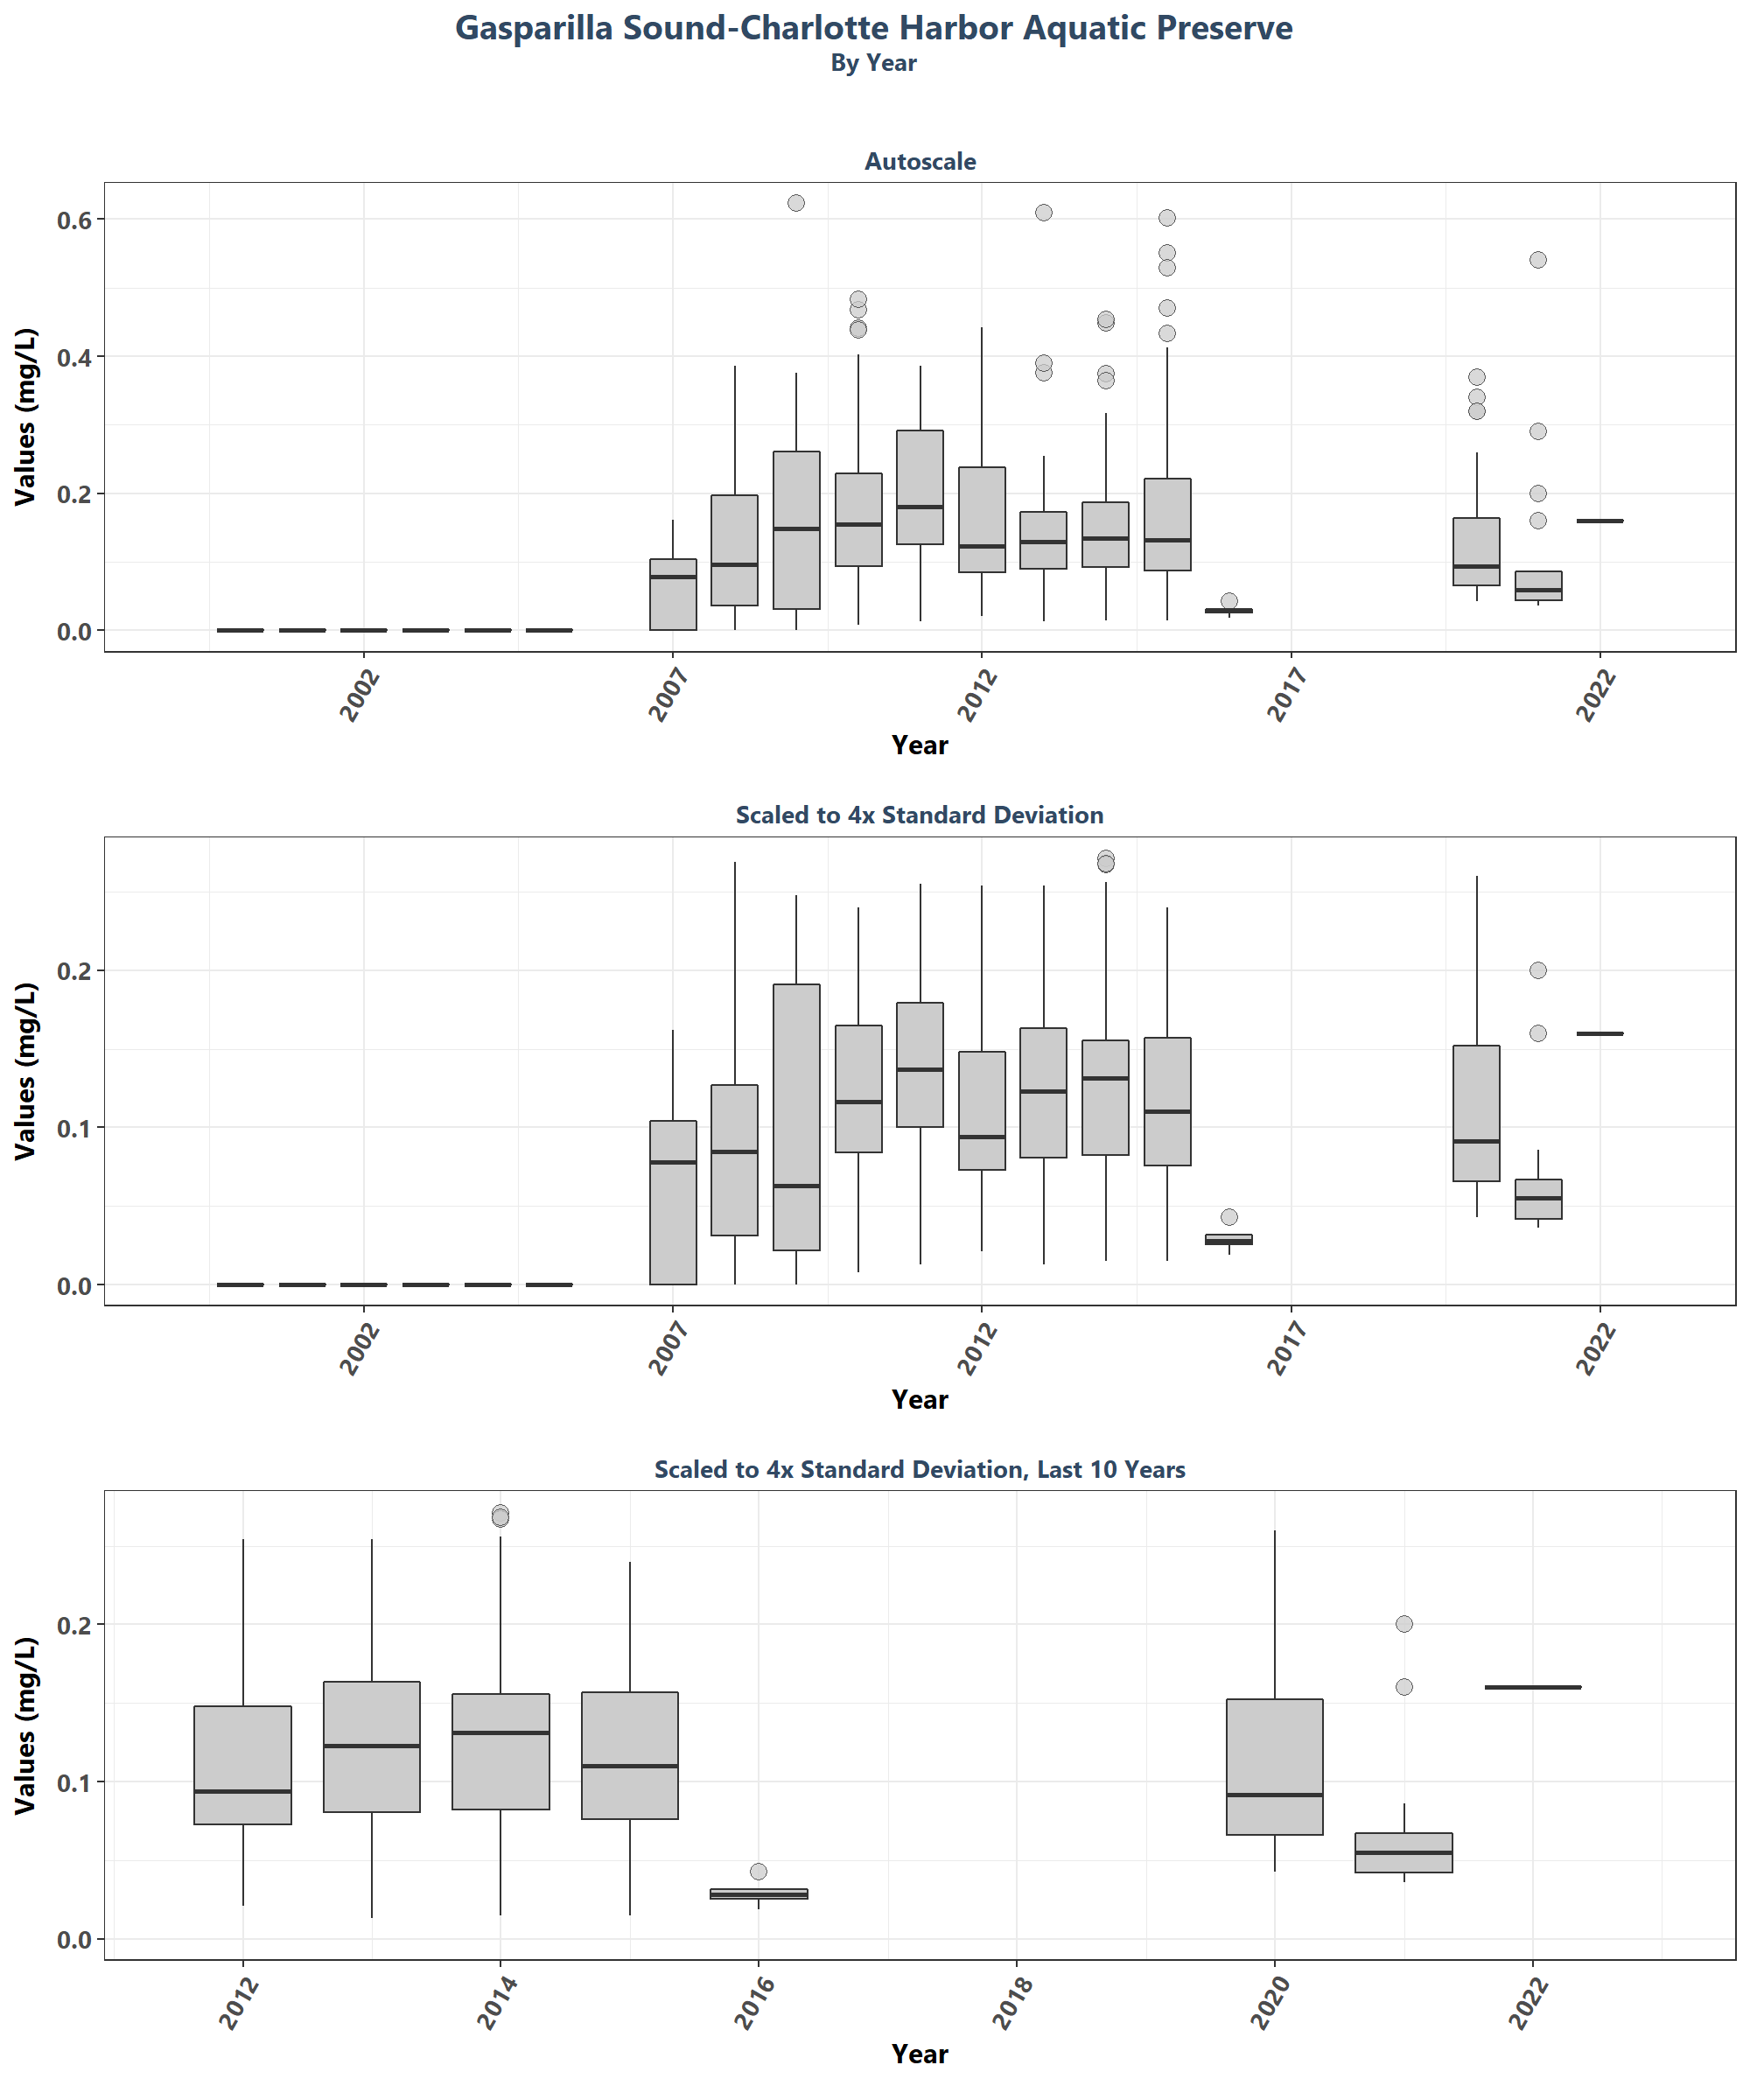 Gasparilla Sound-Charlotte Harbor Aquatic Preserve
By Year
Autoscale
Values (mg/L)
0.6
0.4
0.2
0.0
2002 2007 2012 2017 2022
Year
Scaled to 4x Standard Deviation
Values (mg/L)
0.2
0.1
0.0
2002 2007 2012 2017 2022
Year
Scaled to 4x Standard Deviation, Last 10 Years
Values (mg/L)
0.2
0.1
0.0
2012 2014 2016 2018 2020 2022
Year